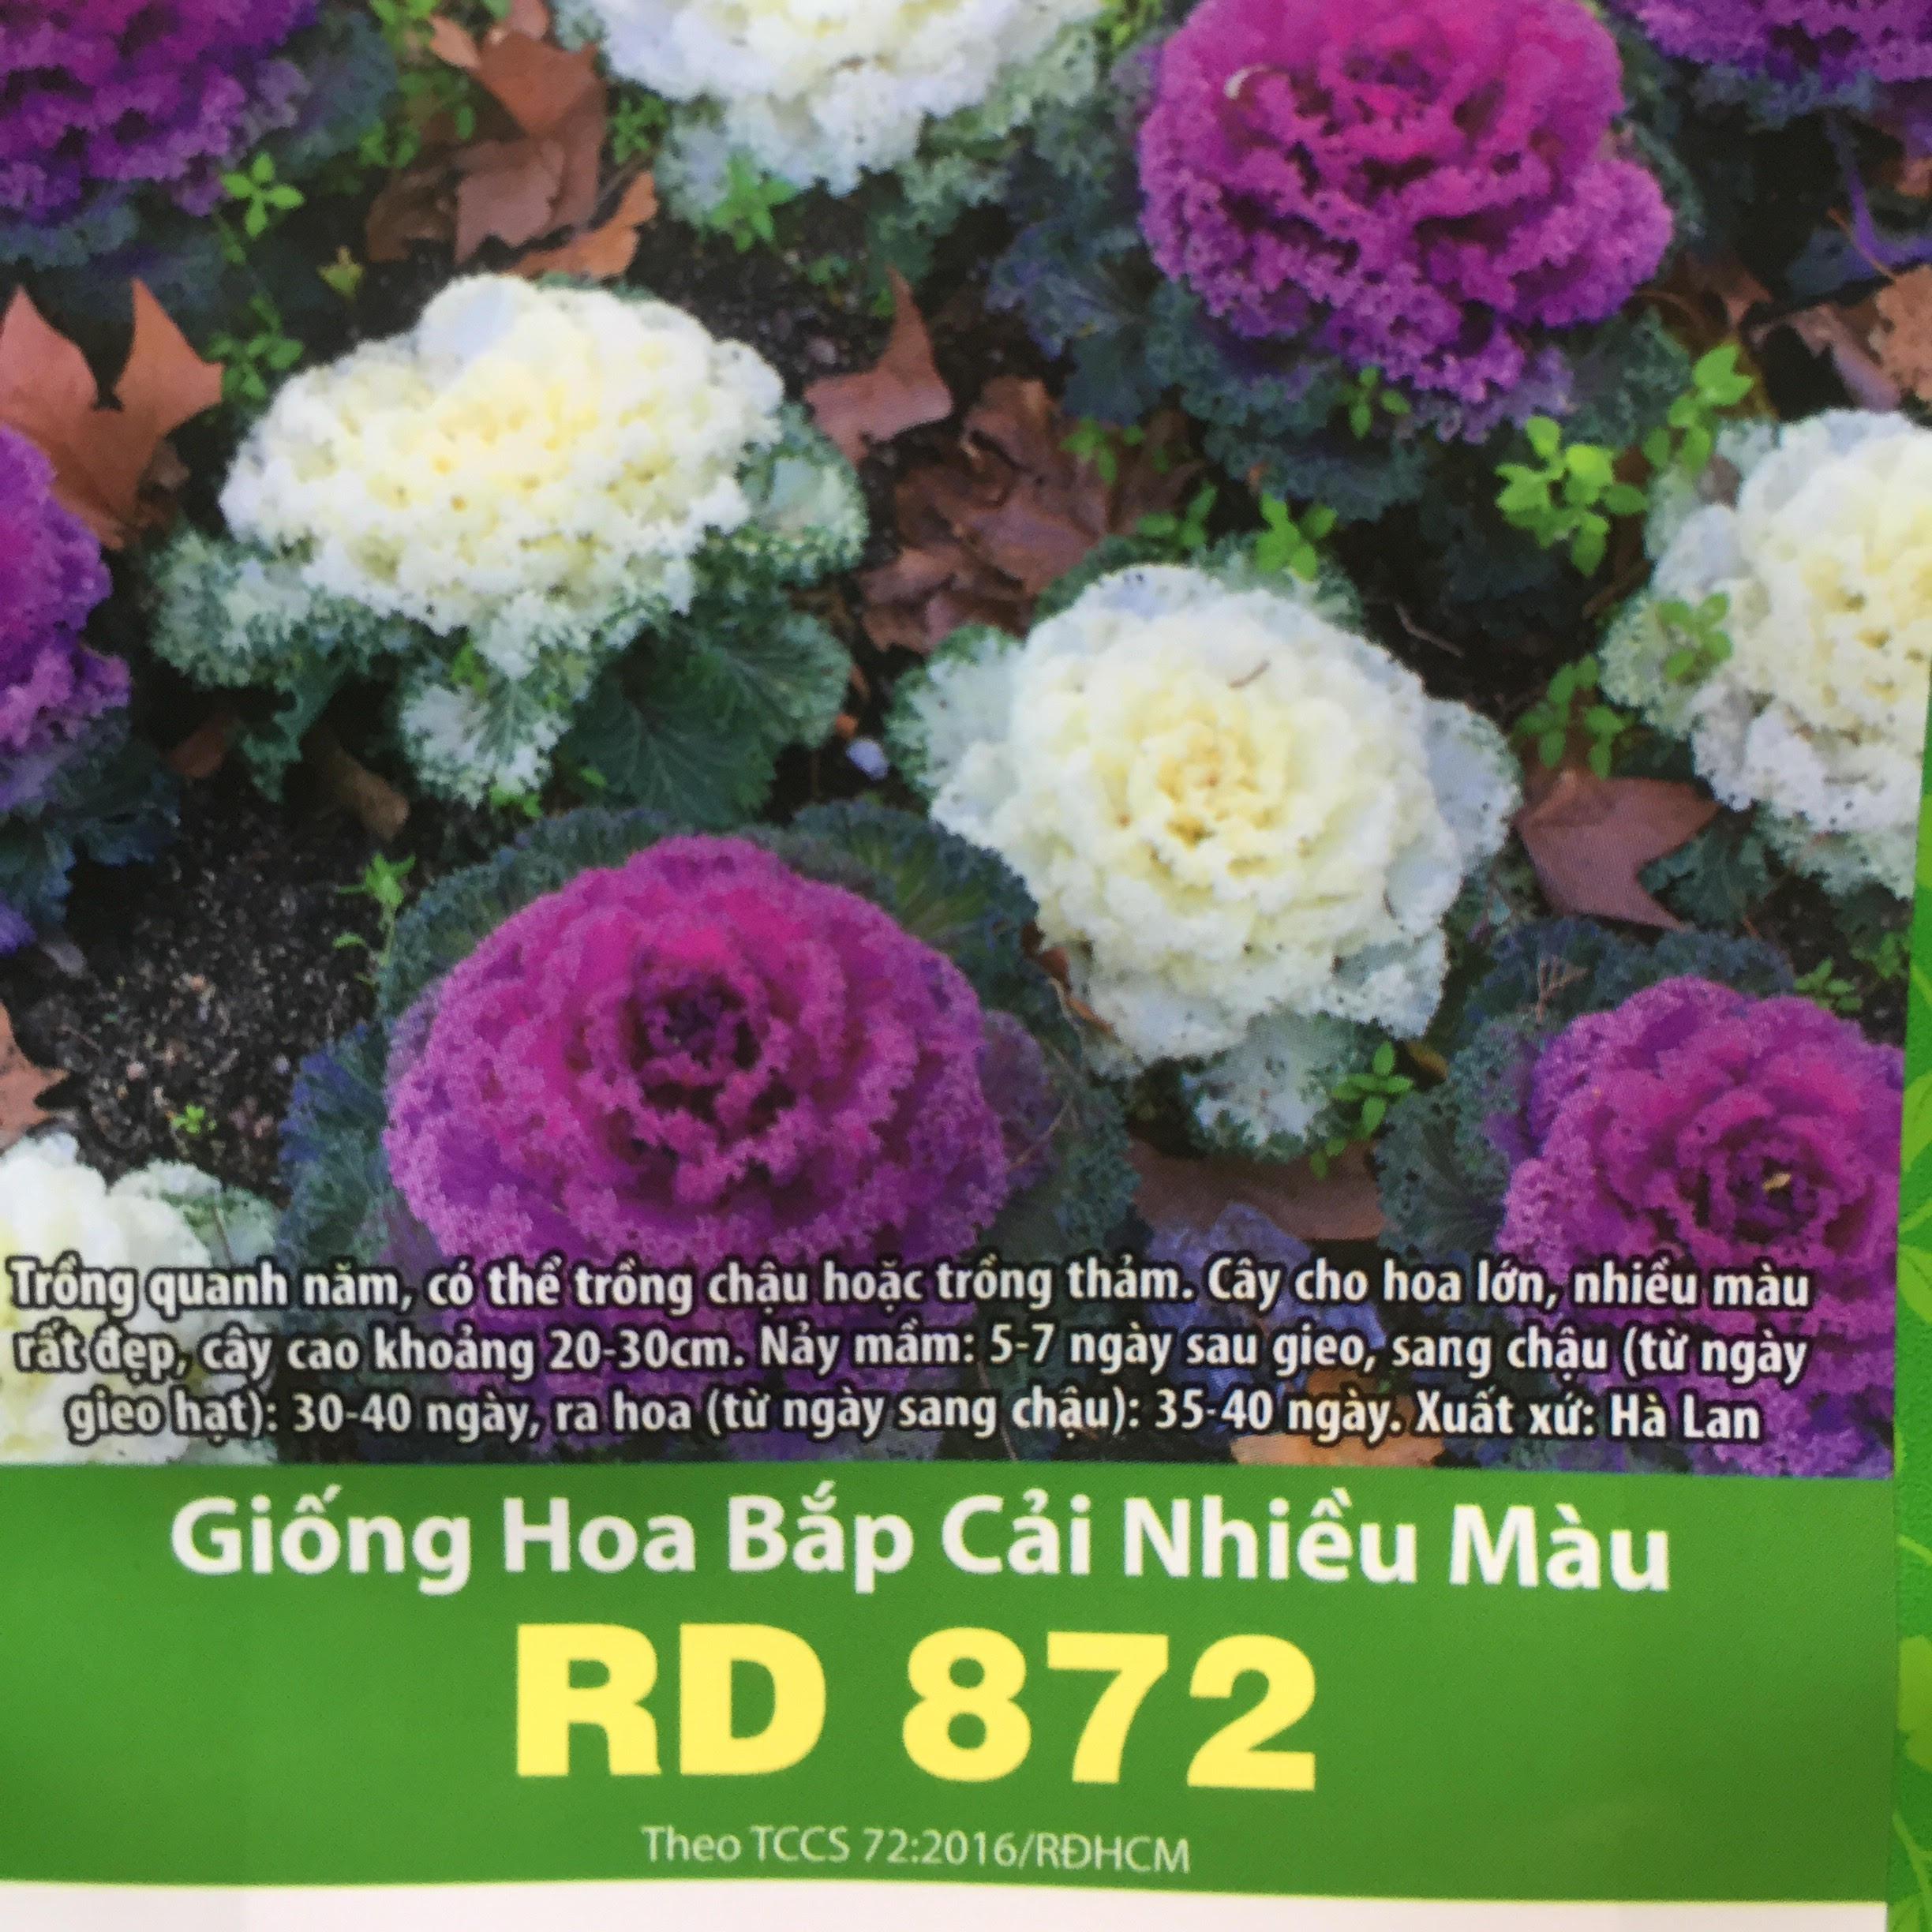 Trồng quanh năm, có thể trồng chậu hoặc trồng thảm. Cây cho hoa lớn, nhiều màu
rất đẹp, cây cao khoảng 20-30cm. Nảy mầm: 5-7 ngày sau gieo, sang chậu (từ ngày
gieo hạt): 30-40 ngày, ra hoa (từ ngày sang chậu): 35-40 ngày. Xuất xứ: Hà Lan
Giống Hoa Bắp Cải Nhiều Màu
RD 872
Theo TCCS 72:2016/RĐHCM